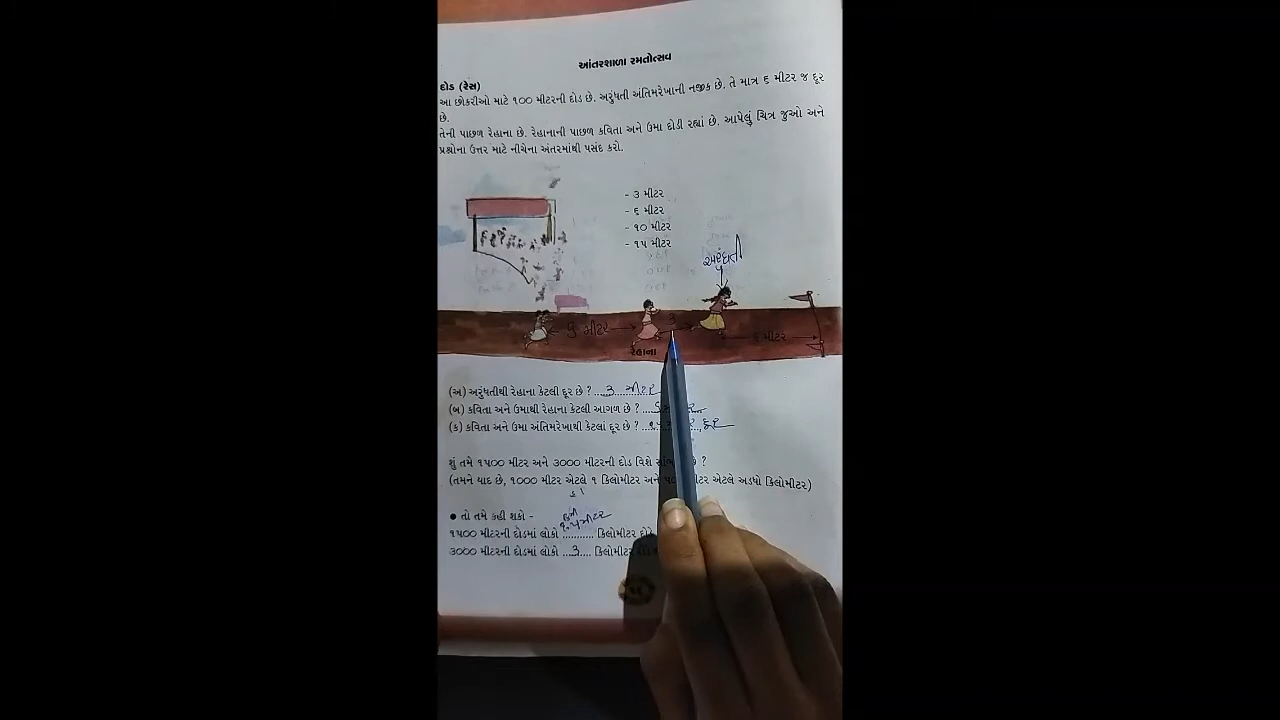 આંતરશાળા રમતોત્સવ
દોડ (રેસ)
આ છોકરીઓ માટે ૧૦૦ મીટરની દોડ છે. અરુંધતી અંતિમરેખાની નજીક છે. તે માત્ર ૬ મીટર જ દૂર
છે.
તેની પાછળ રેહાના છે. રેહાનાની પાછળ કવિતા અને ઉમા દોડી રહ્યાં છે. આપેલું ચિત્ર જુઓ અને
પ્રશ્નોના ઉત્તર માટે નીચેના અંતરમાંથી પસંદ કરો.
- ૩ મીટર
- ૬ મીટર
- ૧૦ મીટર
- ૧૫ મીટર
અરુંધતી
મીટર
૩
૬ મીટર
રેહાના
(અ) અરુંધતીથી રેહાના કેટલી દૂર છે ? ...૩ મીટર
(બ) કવિતા અને ઉમાથી રેહાના કેટલી આગળ છે ?
(ક) કવિતા અને ઉમા અંતિમરેખાથી કેટલાં દૂર છે ? દૂર
શું તમે ૧૫૦૦ મીટર અને ૩૦૦૦ મીટરની દોડ વિશે છે ?
(તમને યાદ છે, ૧૦૦૦ મીટર એટલે ૧ કિલોમીટર અને મીટર એટલે અડધો કિલોમીટર)
● તો તમે કહી શકો -
૧૫૦૦ મીટરની દોડમાં લોકો ........... કિલોમીટર દોડે
૩૦૦૦ મીટરની દોડમાં લોકો ...૩.... કિલોમીટર